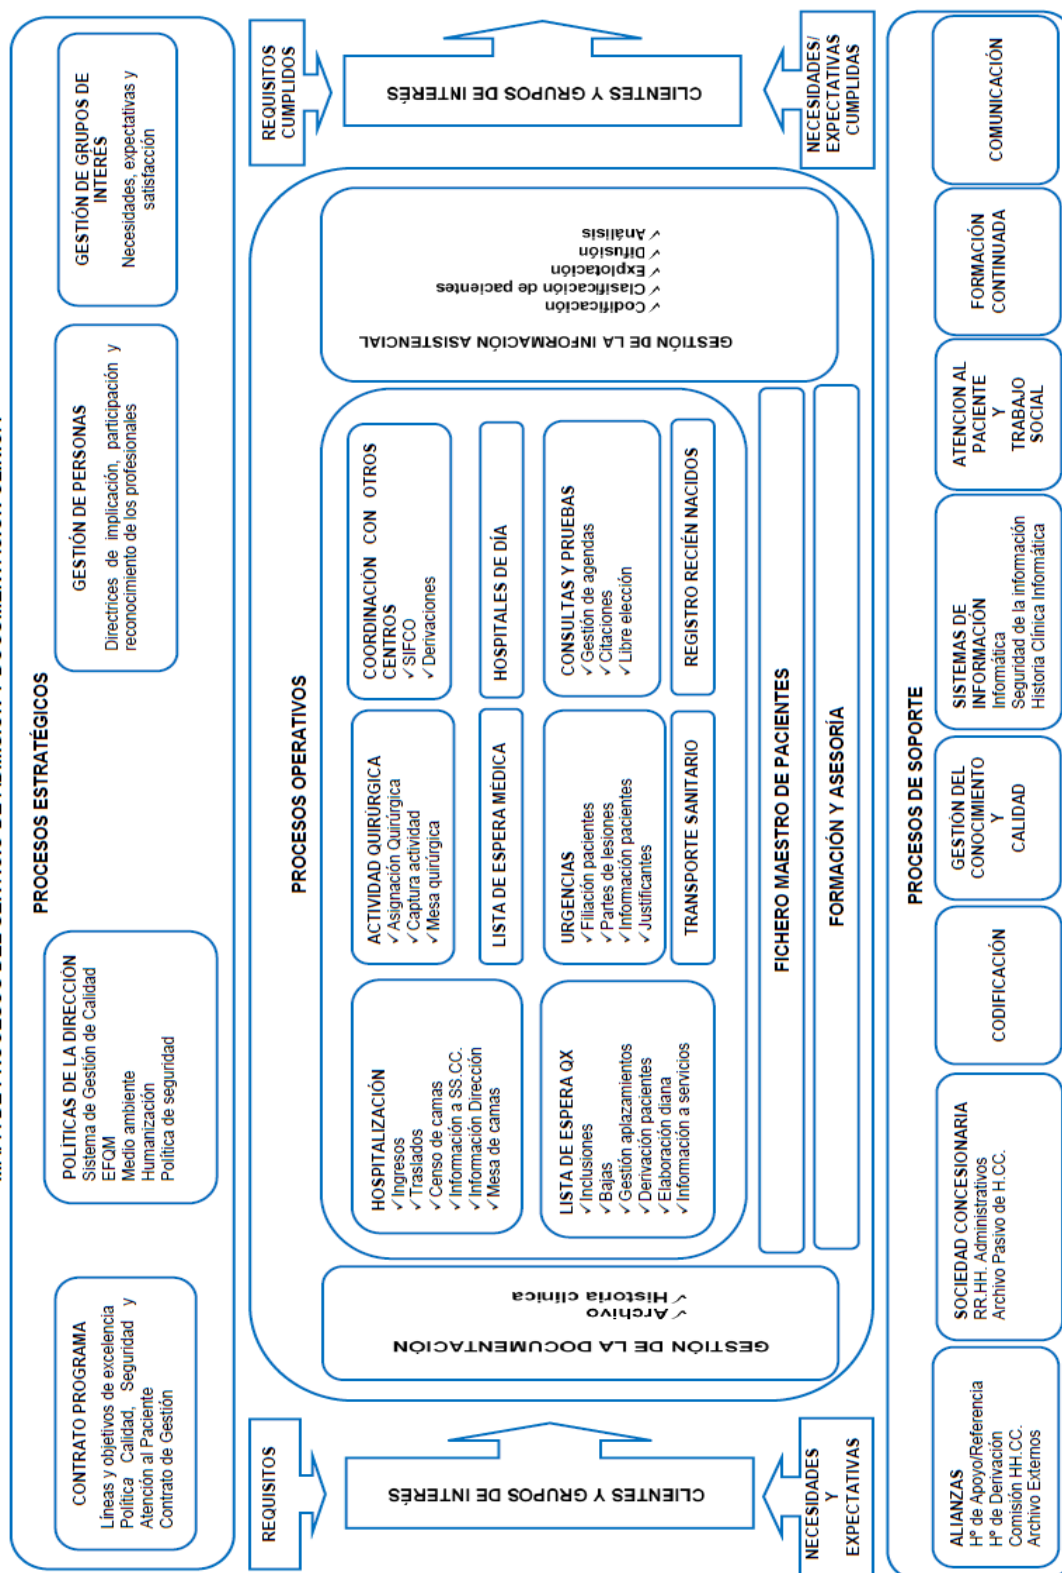 PROCESOS ESTRATÉGICOS
CONTRATO PROGRAMA
Líneas y objetivos de excelencia
Política Calidad, Seguridad y
Atención al Paciente
Contrato de Gestión
POLÍTICAS DE LA DIRECCIÓN
Sistema de Gestión de Calidad
EFQM
Medio ambiente
Humanización
Política de seguridad
GESTIÓN DE PERSONAS
Directrices de implicación, participación y
reconocimiento de los profesionales
GESTIÓN DE GRUPOS DE
INTERÉS
Necesidades, expectativas y
satisfacción
REQUISITOS
CLIENTES Y GRUPOS DE INTERÉS
NECESIDADES
Y
EXPECTATIVAS
PROCESOS OPERATIVOS
GESTIÓN DE LA DOCUMENTACIÓN
✓ Archivo
✓ Historia clínica
HOSPITALIZACIÓN
✓ Ingresos
✓ Traslados
✓ Censo de camas
✓ Información a SS.CC.
✓ Información Dirección
✓ Mesa de camas
ACTIVIDAD QUIRÚRGICA
✓ Asignación Quirúrgica
✓ Captura actividad
✓ Mesa quirúrgica
COORDINACIÓN CON OTROS
CENTROS
✓ SIFCO
✓ Derivaciones
LISTA DE ESPERA MÉDICA
HOSPITALES DE DÍA
LISTA DE ESPERA QX
✓ Inclusiones
✓ Bajas
✓ Gestión aplazamientos
✓ Derivación pacientes
✓ Elaboración diana
✓ Información a servicios
URGENCIAS
✓ Filiación pacientes
✓ Partes de lesiones
✓ Información pacientes
✓ Justificantes
CONSULTAS Y PRUEBAS
✓ Gestión de agendas
✓ Citaciones
✓ Libre elección
TRANSPORTE SANITARIO
REGISTRO RECIÉN NACIDOS
FICHERO MAESTRO DE PACIENTES
FORMACIÓN Y ASESORÍA
GESTIÓN DE LA INFORMACIÓN ASISTENCIAL
✓ Codificación
✓ Clasificación de pacientes
✓ Explotación
✓ Difusión
✓ Análisis
REQUISITOS
CUMPLIDOS
CLIENTES Y GRUPOS DE INTERÉS
NECESIDADES/
EXPECTATIVAS
CUMPLIDAS
PROCESOS DE SOPORTE
ALIANZAS
Hº de Apoyo/Referencia
Hº de Derivación
Comisión HH.CC.
Archivo Externos
SOCIEDAD CONCESIONARIA
RR.HH. Administrativos
Archivo Pasivo de H.CC.
CODIFICACIÓN
GESTIÓN DEL
CONOCIMIENTO
Y
CALIDAD
SISTEMAS DE
INFORMACIÓN
Informática
Seguridad de la información
Historia Clínica Informática
ATENCION AL
PACIENTE
Y
TRABAJO
SOCIAL
FORMACIÓN
CONTINUADA
COMUNICACIÓN